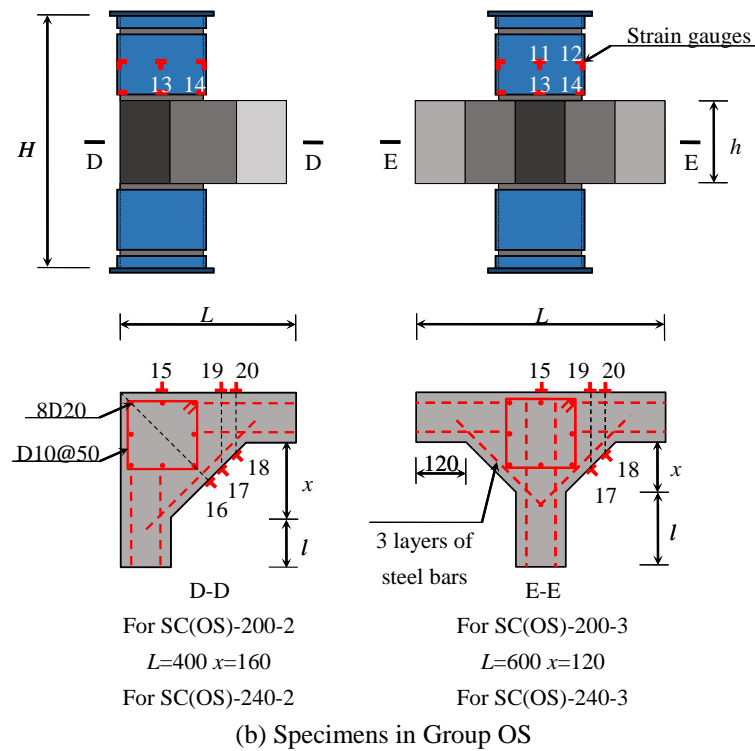 Strain gauges
11 12
13 14
13 14
H
D
D
E
E
h
L
L
15
19 20
15
19 20
8D20
D10@50
18
17
16
x
l
120
18
17
x
l
3 layers of
steel bars
D-D
E-E
For SC(OS)-200-2
For SC(OS)-200-3
L=400 x=160
L=600 x=120
For SC(OS)-240-2
For SC(OS)-240-3
(b) Specimens in Group OS